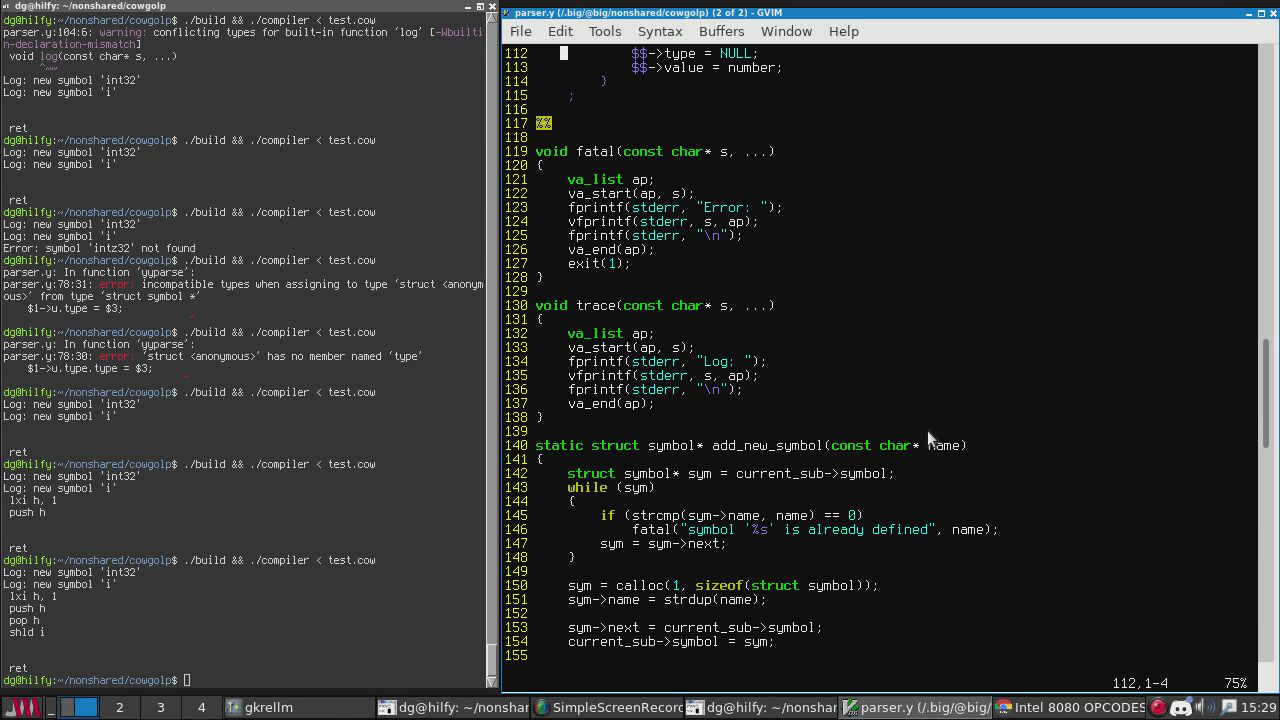 dg@hilfy: ~/nonshared/cowgolp
dg@hilfy:~/nonshared/cowgolp$ ./build && ./compiler < test.cow
parser.y:104:6: warning: conflicting types for built-in function ‘log’ [-Wbuilti
n-declaration-mismatch]
void log(const char* s, ...)
^~~
Log: new symbol 'int32'
Log: new symbol 'i'
ret
dg@hilfy:~/nonshared/cowgolp$ ./build && ./compiler < test.cow
Log: new symbol 'int32'
Log: new symbol 'i'
ret
dg@hilfy:~/nonshared/cowgolp$ ./build && ./compiler < test.cow
Log: new symbol 'int32'
Log: new symbol 'i'
Error: symbol 'intz32' not found
dg@hilfy:~/nonshared/cowgolp$ ./build && ./compiler < test.cow
parser.y: In function ‘yyparse’:
parser.y:78:31: error: incompatible types when assigning to type ‘struct <anonym
ous>’ from type ‘struct symbol *’
$1->u.type = $3;
^
dg@hilfy:~/nonshared/cowgolp$ ./build && ./compiler < test.cow
parser.y: In function ‘yyparse’:
parser.y:78:30: error: ‘struct <anonymous>’ has no member named ‘type’
$1->u.type.type = $3;
^
dg@hilfy:~/nonshared/cowgolp$ ./build && ./compiler < test.cow
Log: new symbol 'int32'
Log: new symbol 'i'
ret
dg@hilfy:~/nonshared/cowgolp$ ./build && ./compiler < test.cow
Log: new symbol 'int32'
Log: new symbol 'i'
lxi h, 1
push h
ret
dg@hilfy:~/nonshared/cowgolp$ ./build && ./compiler < test.cow
Log: new symbol 'int32'
Log: new symbol 'i'
lxi h, 1
push h
pop h
shld i
ret
dg@hilfy:~/nonshared/cowgolp$
parser.y (/.big/@big/nonshared/cowgolp) (2 of 2) - GVIM
File Edit Tools Syntax Buffers Window Help
112 $$->type = NULL;
113 $$->value = number;
114 }
115 ;
116
117 %%
118
119 void fatal(const char* s, ...)
120 {
121 va_list ap;
122 va_start(ap, s);
123 fprintf(stderr, "Error: ");
124 vfprintf(stderr, s, ap);
125 fprintf(stderr, "\n");
126 va_end(ap);
127 exit(1);
128 }
129
130 void trace(const char* s, ...)
131 {
132 va_list ap;
133 va_start(ap, s);
134 fprintf(stderr, "Log: ");
135 vfprintf(stderr, s, ap);
136 fprintf(stderr, "\n");
137 va_end(ap);
138 }
139
140 static struct symbol* add_new_symbol(const char* name)
141 {
142 struct symbol* sym = current_sub->symbol;
143 while (sym)
144 {
145 if (strcmp(sym->name, name) == 0)
146 fatal("symbol '%s' is already defined", name);
147 sym = sym->next;
148 }
149
150 sym = calloc(1, sizeof(struct symbol));
151 sym->name = strdup(name);
152
153 sym->next = current_sub->symbol;
154 current_sub->symbol = sym;
155
112,1-4 75%
2 3 4 gkrellm dg@hilfy: ~/nonshar SimpleScreenRecor dg@hilfy: ~/nonshar parser.y (/.big/@big/ Intel 8080 OPCODES 15:29